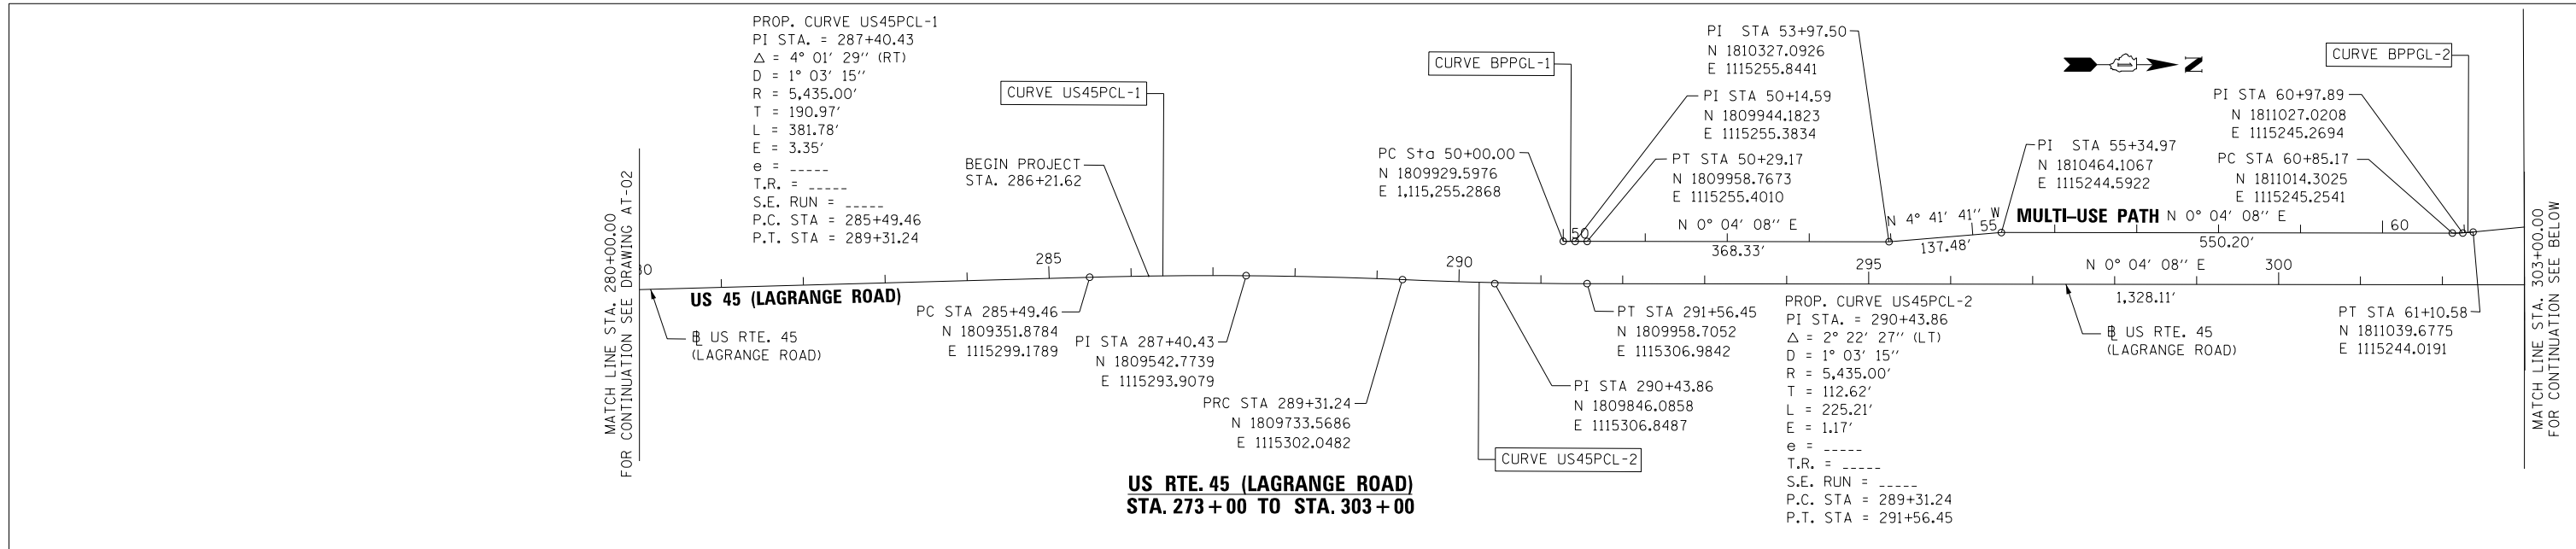 PROP. CURVE US45PCL-1
PI STA. = 287+40.43
Δ = 4° 01' 29'' (RT)
D = 1° 03' 15''
R = 5,435.00'
T = 190.97'
L = 381.78'
E = 3.35'
e = _____
T.R. = _____
S.E. RUN = _____
P.C. STA = 285+49.46
P.T. STA = 289+31.24
MATCH LINE STA. 280+00.00
FOR CONTINUATION SEE DRAWING AT-02
BEGIN PROJECT
STA. 286+21.62
CURVE US45PCL-1
CURVE BPPGL-1
PC Sta 50+00.00
N 1809929.5976
E 1,115,255.2868
PI STA 53+97.50
N 1810327.0926
E 1115255.8441
PI STA 50+14.59
N 1809944.1823
E 1115255.3834
PT STA 50+29.17
N 1809958.7673
E 1115255.4010
50
N 0° 04' 08'' E
368.33'
N 4° 41' 41'' W
137.48'
55
PI STA 55+34.97
N 1810464.1067
E 1115244.5922
MULTI-USE PATH
N 0° 04' 08'' E
550.20'
60
Z
CURVE BPPGL-2
PI STA 60+97.89
N 1811027.0208
E 1115245.2694
PC STA 60+85.17
N 1811014.3025
E 1115245.2541
285
290
295
N 0° 04' 08'' E
300
1,328.11'
US 45 (LAGRANGE ROAD)
℄ US RTE. 45
(LAGRANGE ROAD)
PC STA 285+49.46
N 1809351.8784
E 1115299.1789
PI STA 287+40.43
N 1809542.7739
E 1115293.9079
PRC STA 289+31.24
N 1809733.5686
E 1115302.0482
CURVE US45PCL-2
PI STA 290+43.86
N 1809846.0858
E 1115306.8487
PT STA 291+56.45
N 1809958.7052
E 1115306.9842
PROP. CURVE US45PCL-2
PI STA. = 290+43.86
Δ = 2° 22' 27'' (LT)
D = 1° 03' 15''
R = 5,435.00'
T = 112.62'
L = 225.21'
E = 1.17'
e = _____
T.R. = _____
S.E. RUN = _____
P.C. STA = 289+31.24
P.T. STA = 291+56.45
℄ US RTE. 45
(LAGRANGE ROAD)
PT STA 61+10.58
N 1811039.6775
E 1115244.0191
MATCH LINE STA. 303+00.00
FOR CONTINUATION SEE BELOW
US RTE. 45 (LAGRANGE ROAD)
STA. 273+00 TO STA. 303+00